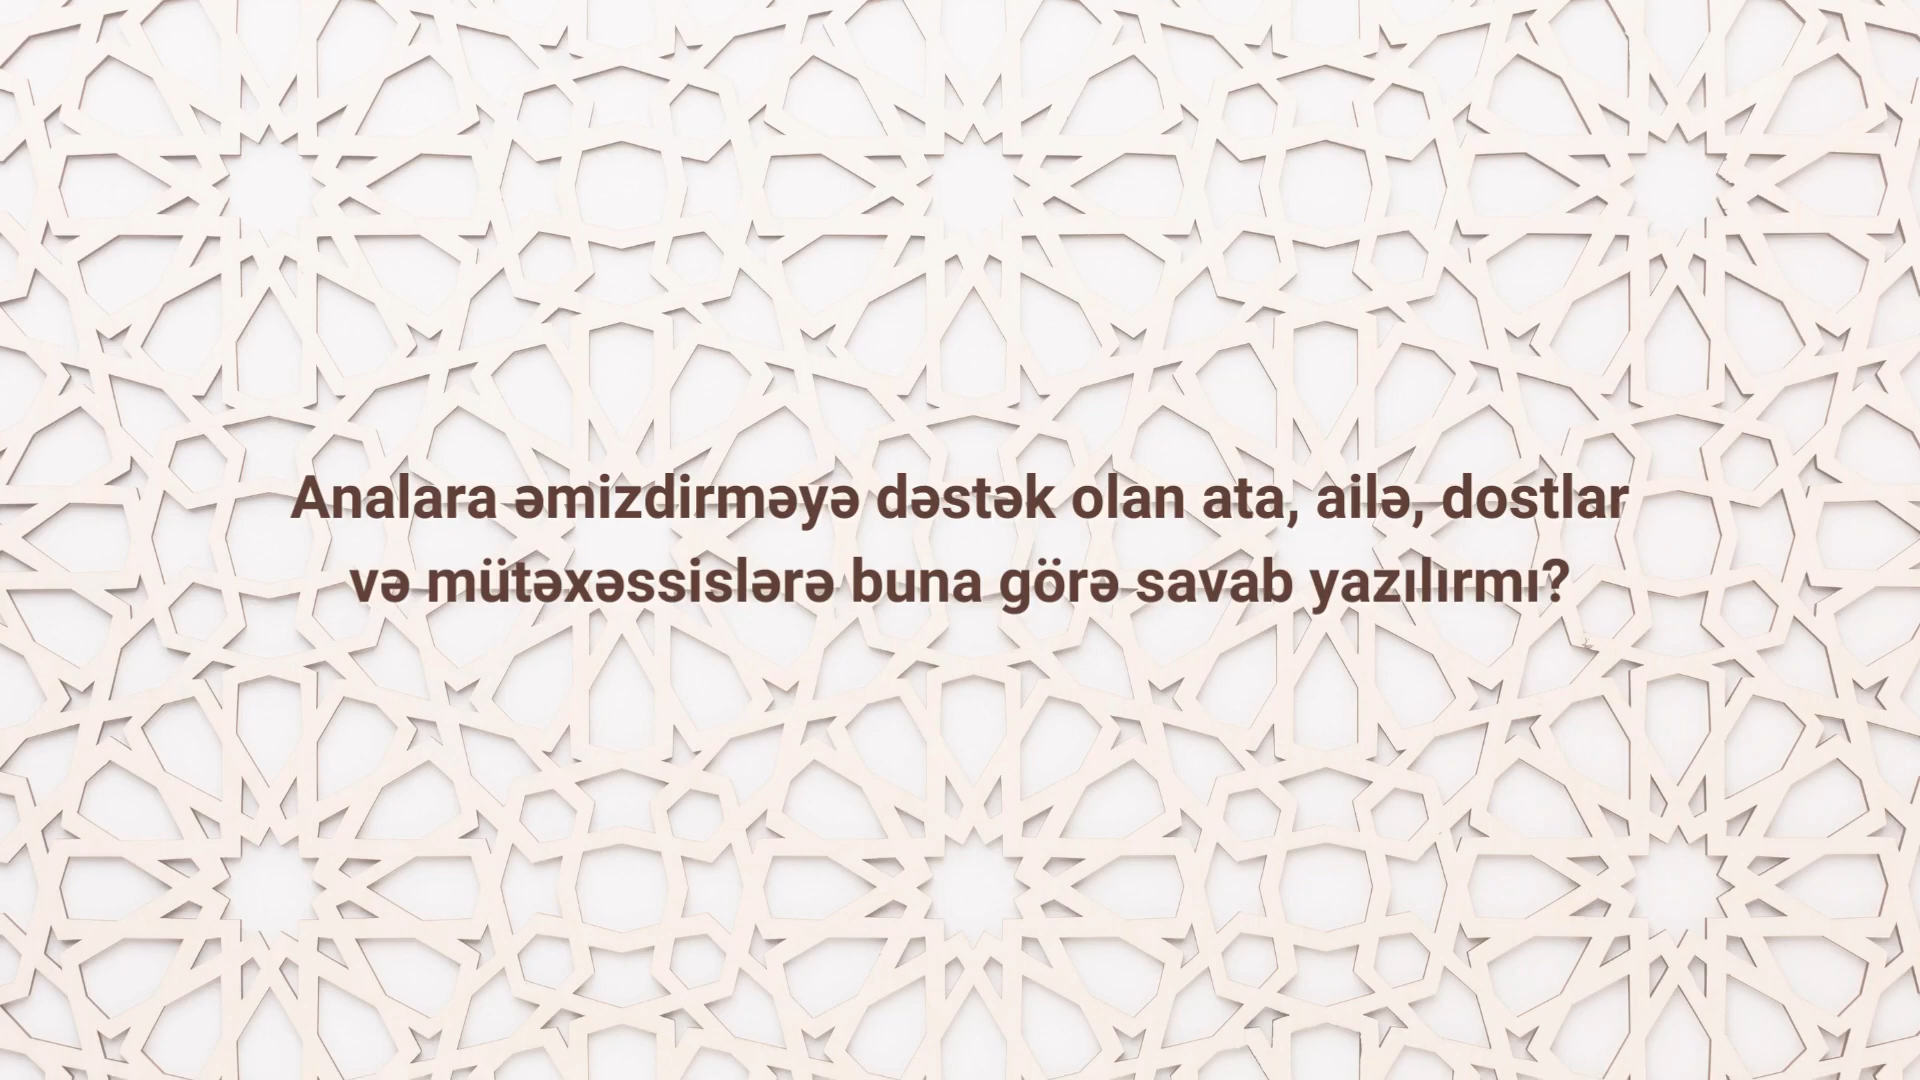 Analara əmizdirməyə dəstək olan ata, ailə, dostlar
və mütəxəssislərə buna görə savab yazılırmı?